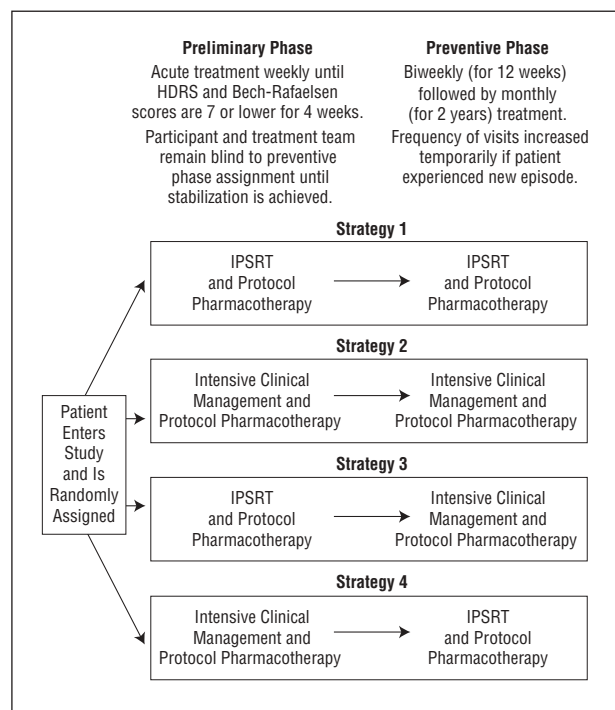 Preliminary Phase
Acute treatment weekly until
HDRS and Bech-Rafaelsen
scores are 7 or lower for 4 weeks.
Participant and treatment team
remain blind to preventive
phase assignment until
stabilization is achieved.
Preventive Phase
Biweekly (for 12 weeks)
followed by monthly
(for 2 years) treatment.
Frequency of visits increased
temporarily if patient
experienced new episode.
Patient
Enters
Study
and Is
Randomly
Assigned
Strategy 1
IPSRT
and Protocol
Pharmacotherapy
IPSRT
and Protocol
Pharmacotherapy
Strategy 2
Intensive Clinical
Management and
Protocol Pharmacotherapy
Intensive Clinical
Management and
Protocol Pharmacotherapy
Strategy 3
IPSRT
and Protocol
Pharmacotherapy
Intensive Clinical
Management and
Protocol Pharmacotherapy
Strategy 4
Intensive Clinical
Management and
Protocol Pharmacotherapy
IPSRT
and Protocol
Pharmacotherapy